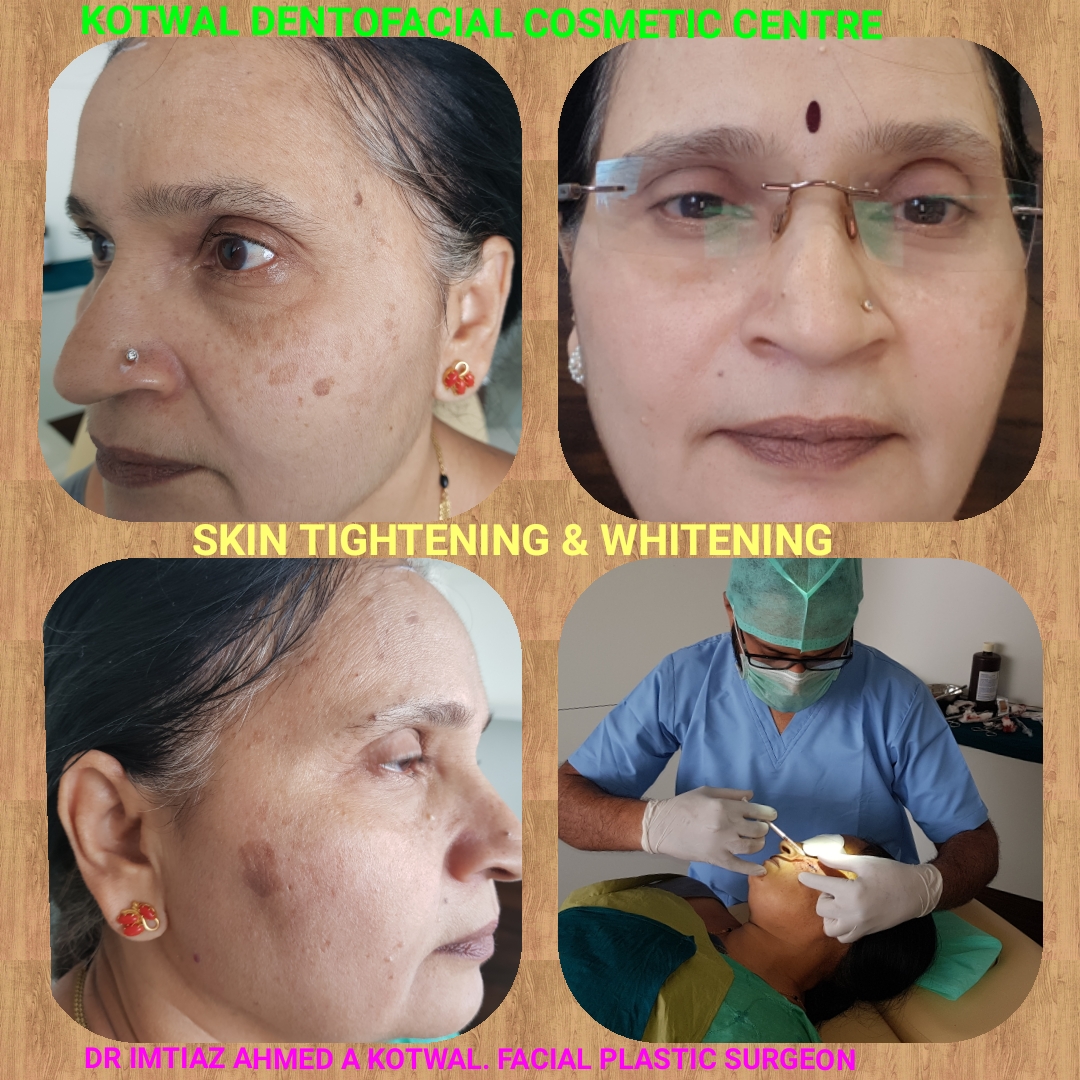 KOTWAL DENTOFACIAL COSMETIC CENTRE
SKIN TIGHTENING & WHITENING
DR IMTIAZ AHMED A KOTWAL. FACIAL PLASTIC SURGEON